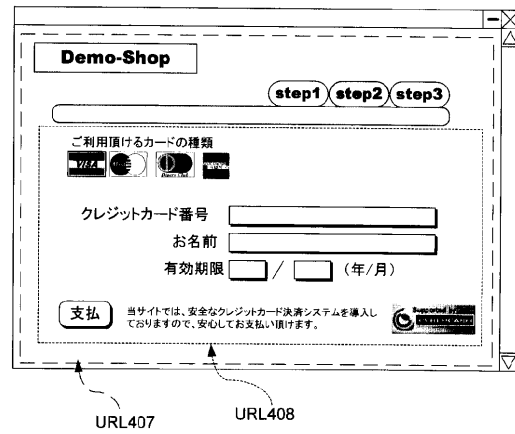 Demo-Shop
step1 step2 step3
ご利用頂けるカードの種類
VISA
クレジットカード番号
お名前
有効期限 / (年/月)
支払
当サイトでは、安全なクレジットカード決済システムを導入し
ておりますので、安心してお支払い頂けます。
Supported by
URL407
URL408